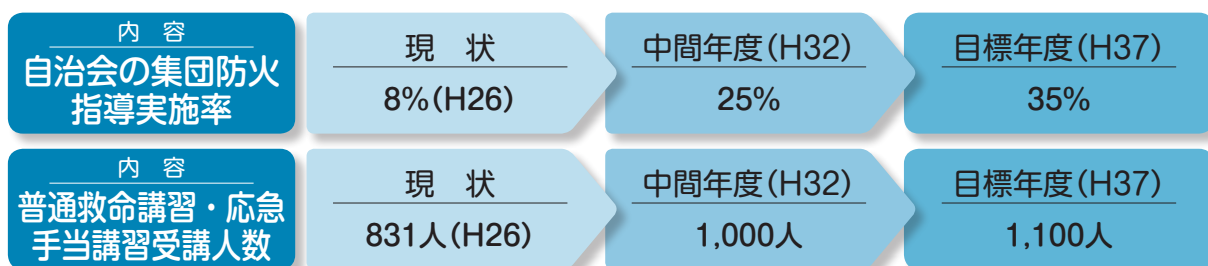 内 容
自治会の集団防火
指導実施率
現 状
8%(H26)
中間年度(H32)
25%
目標年度(H37)
35%
内 容
普通救命講習・応急
手当講習受講人数
現 状
831人(H26)
中間年度(H32)
1,000人
目標年度(H37)
1,100人